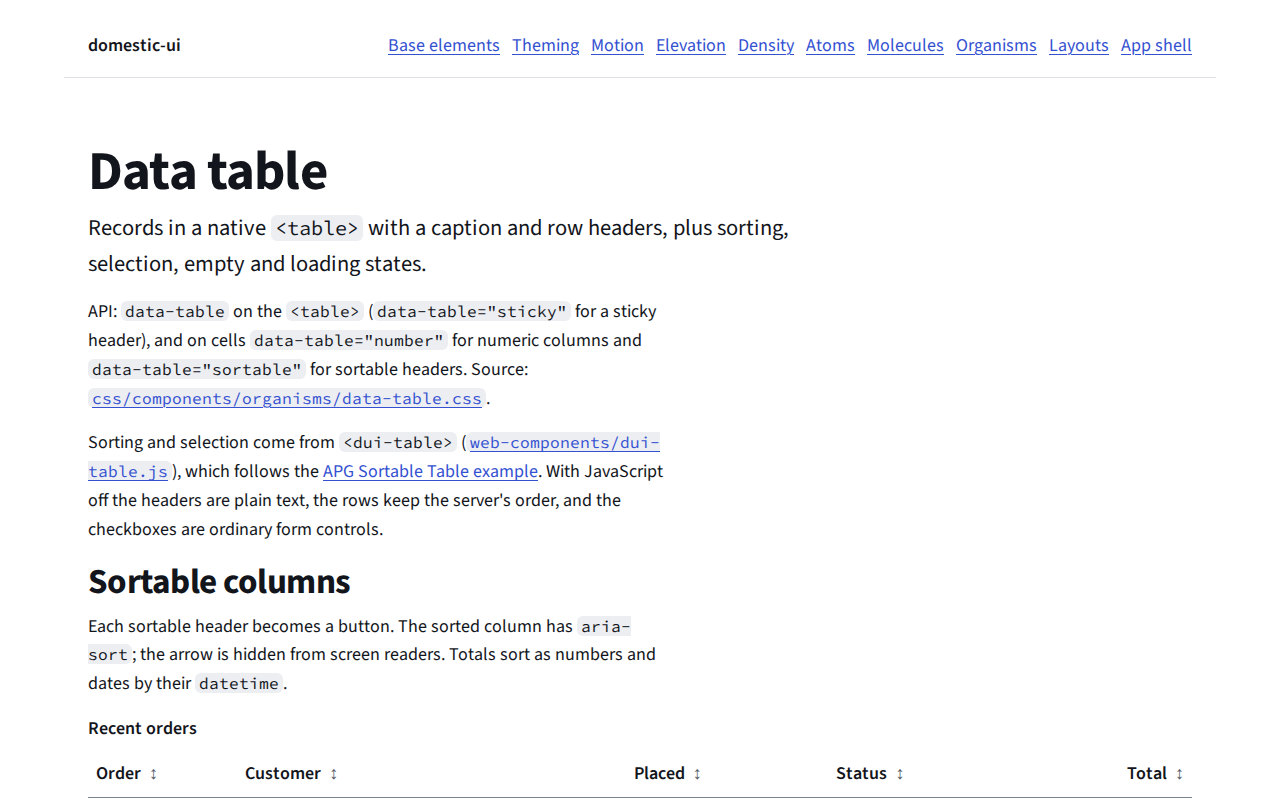 domestic-ui
Base elements Theming Motion Elevation Density Atoms Molecules Organisms Layouts App shell
Data table
Records in a native <table> with a caption and row headers, plus sorting,
selection, empty and loading states.
API: data-table on the <table> (data-table="sticky" for a sticky
header), and on cells data-table="number" for numeric columns and
data-table="sortable" for sortable headers. Source:
css/components/organisms/data-table.css.
Sorting and selection come from <dui-table> (web-components/dui-
table.js), which follows the APG Sortable Table example. With JavaScript
off the headers are plain text, the rows keep the server's order, and the
checkboxes are ordinary form controls.
Sortable columns
Each sortable header becomes a button. The sorted column has aria-
sort; the arrow is hidden from screen readers. Totals sort as numbers and
dates by their datetime.
Recent orders
Order ↕ Customer ↕ Placed ↕ Status ↕ Total ↕